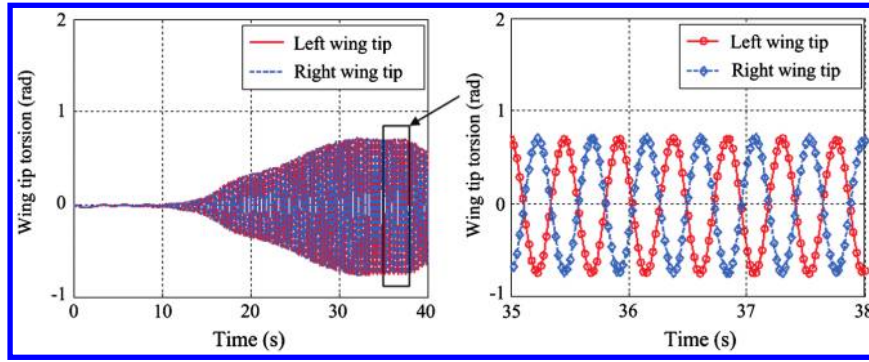 2
1
0
-1
Wing tip torsion (rad)
Left wing tip
Right wing tip
0
10
20
30
40
Time (s)
2
1
0
-1
Wing tip torsion (rad)
Left wing tip
Right wing tip
35
36
37
38
Time (s)